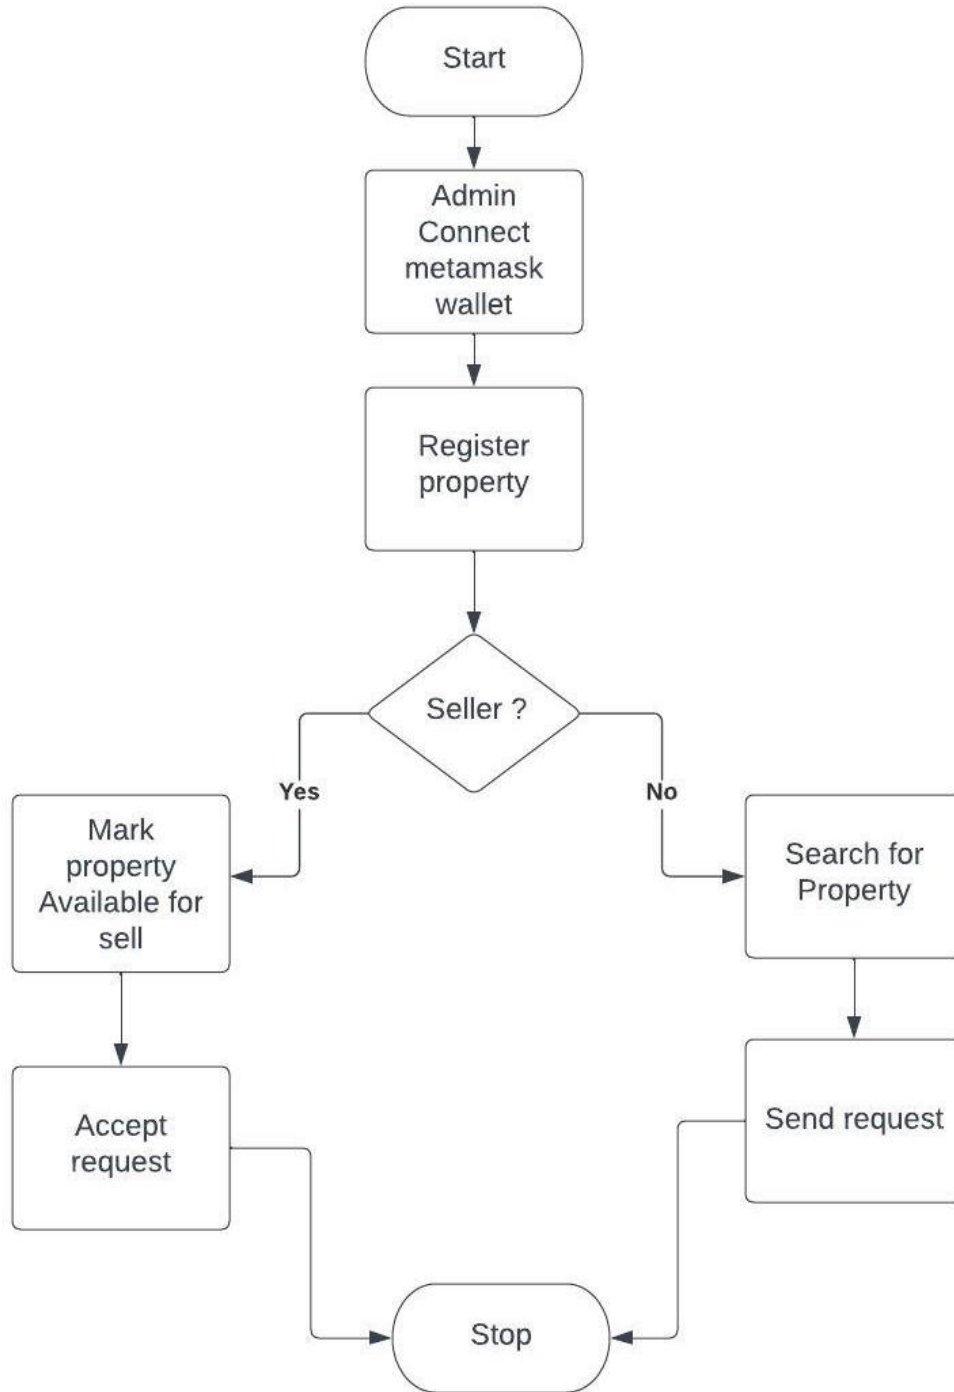 Start
Admin
Connect
metamask
wallet
Register
property
Seller ?
Yes
No
Mark
property
Available for
sell
Search for
Property
Accept
request
Send request
Stop